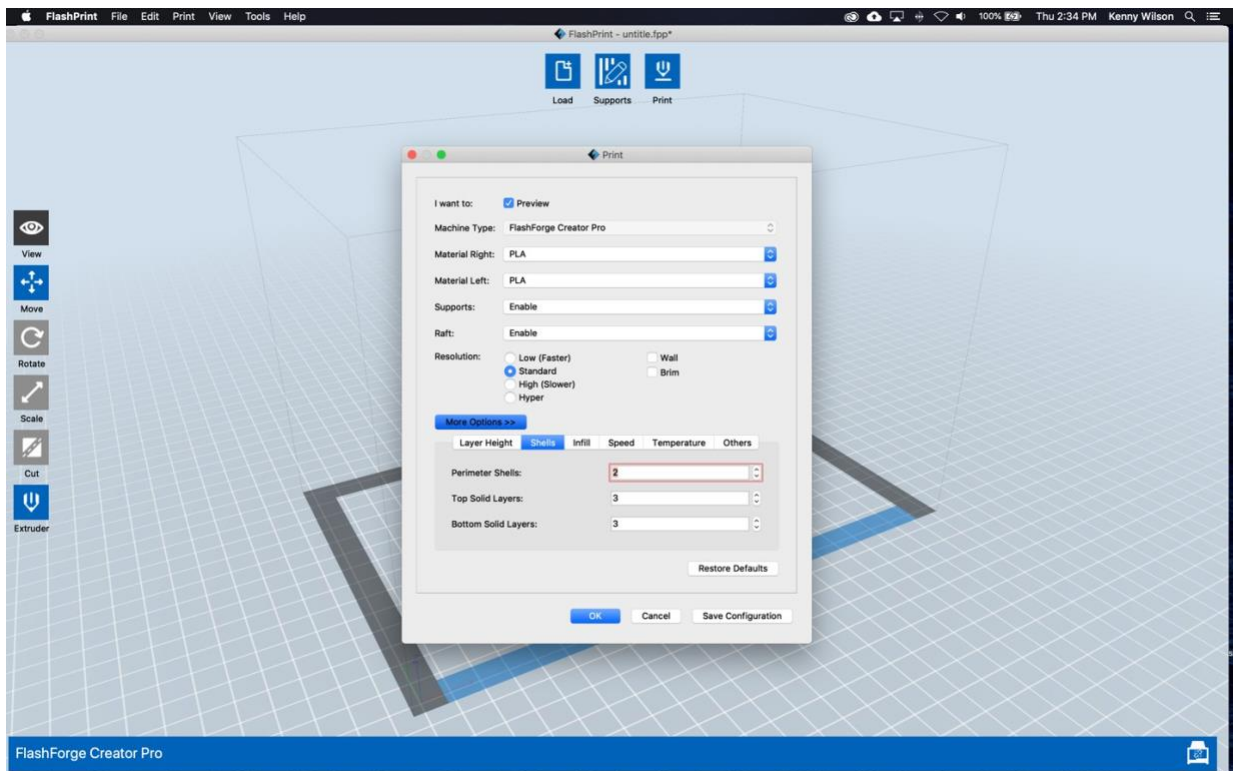 FlashPrint File Edit Print View Tools Help 100% Thu 2:34 PM Kenny Wilson
FlashPrint - untitle.fpp*
Load Supports Print
Print
I want to: Preview
Machine Type: FlashForge Creator Pro
Material Right: PLA
Material Left: PLA
Supports: Enable
Raft: Enable
Resolution: Low (Faster) Wall
Standard Brim
High (Slower)
Hyper
More Options >>
Layer Height Shells Infill Speed Temperature Others
Perimeter Shells: 2
Top Solid Layers: 3
Bottom Solid Layers: 3
Restore Defaults
OK Cancel Save Configuration
View
Move
Rotate
Scale
Cut
Extruder
FlashForge Creator Pro